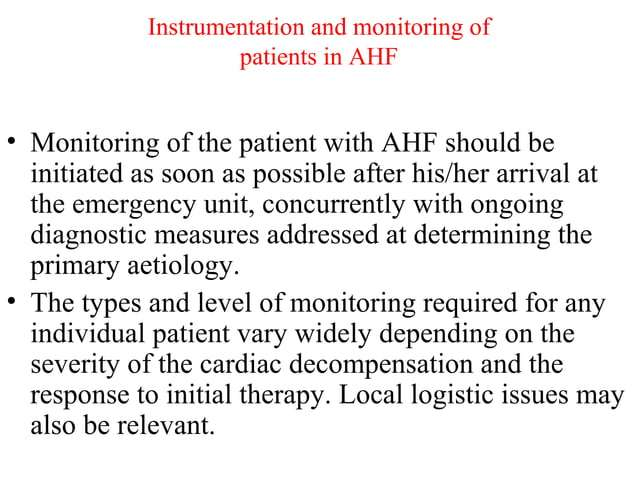 Instrumentation and monitoring of
patients in AHF
• Monitoring of the patient with AHF should be
initiated as soon as possible after his/her arrival at
the emergency unit, concurrently with ongoing
diagnostic measures addressed at determining the
primary aetiology.
• The types and level of monitoring required for any
individual patient vary widely depending on the
severity of the cardiac decompensation and the
response to initial therapy. Local logistic issues may
also be relevant.